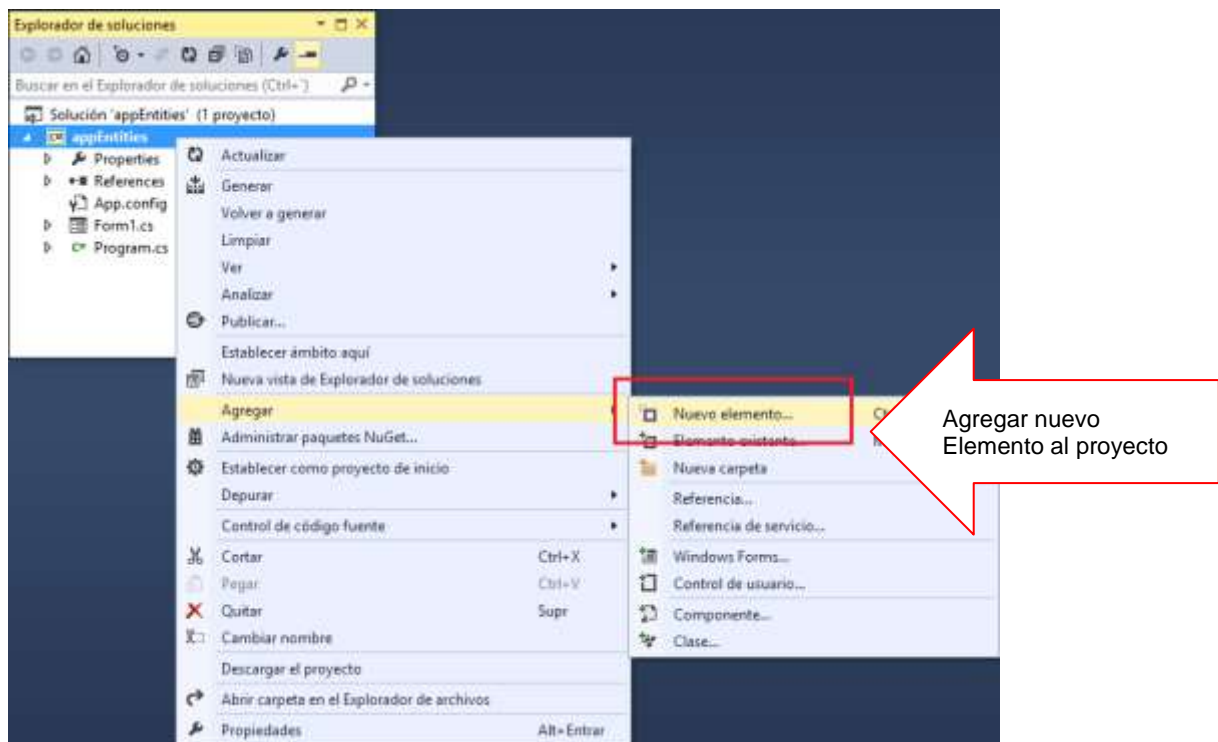 Explorador de soluciones
Buscar en el Explorador de soluciones (Ctrl+´)
Solución 'appEntities' (1 proyecto)
appEntities
Properties
References
App.config
Form1.cs
C# Program.cs
Actualizar
Generar
Volver a generar
Limpiar
Ver
Analizar
Publicar...
Establecer ámbito aquí
Nueva vista de Explorador de soluciones
Agregar
Administrar paquetes NuGet...
Establecer como proyecto de inicio
Depurar
Control de código fuente
Cortar Ctrl+X
Pegar Ctrl+V
Quitar Supr
Cambiar nombre
Descargar el proyecto
Abrir carpeta en el Explorador de archivos
Propiedades Alt+Entrar
Nuevo elemento...
Elemento existente...
Nueva carpeta
Referencia...
Referencia de servicio...
Windows Forms...
Control de usuario...
Componente...
Clase...
Agregar nuevo
Elemento al proyecto